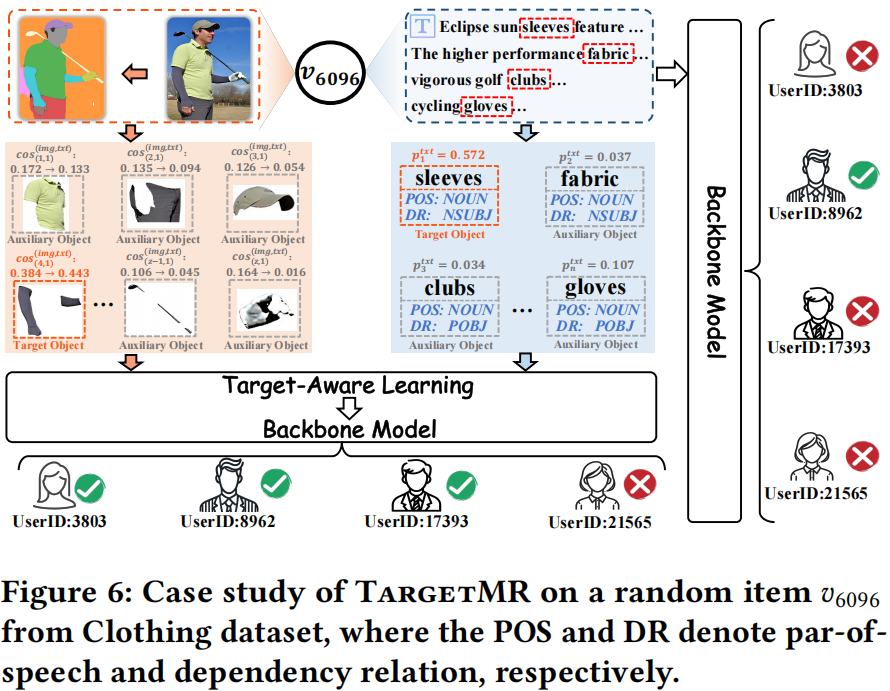 v6096
T Eclipse sun sleeves feature ...
The higher performance fabric ...
vigorous golf clubs ...
cycling gloves ...
cos(1,1)(img,txt):
0.172 → 0.133
Auxiliary Object
cos(2,1)(img,txt):
0.135 → 0.094
Auxiliary Object
cos(3,1)(img,txt):
0.126 → 0.054
Auxiliary Object
cos(4,1)(img,txt):
0.384 → 0.443
Target Object
...
cos(z−1,1)(img,txt):
0.106 → 0.045
Auxiliary Object
cos(z,1)(img,txt):
0.164 → 0.016
Auxiliary Object
p1txt = 0.572
sleeves
POS: NOUN
DR: NSUBJ
Target Object
p2txt = 0.037
fabric
POS: NOUN
DR: NSUBJ
Auxiliary Object
p3txt = 0.034
clubs
POS: NOUN
DR: POBJ
Auxiliary Object
...
pntxt = 0.107
gloves
POS: NOUN
DR: POBJ
Auxiliary Object
Target-Aware Learning
Backbone Model
UserID:3803
UserID:8962
UserID:17393
UserID:21565
Backbone Model
UserID:3803
UserID:8962
UserID:17393
UserID:21565
Figure 6: Case study of TARGETMR on a random item v6096
from Clothing dataset, where the POS and DR denote par-of-
speech and dependency relation, respectively.